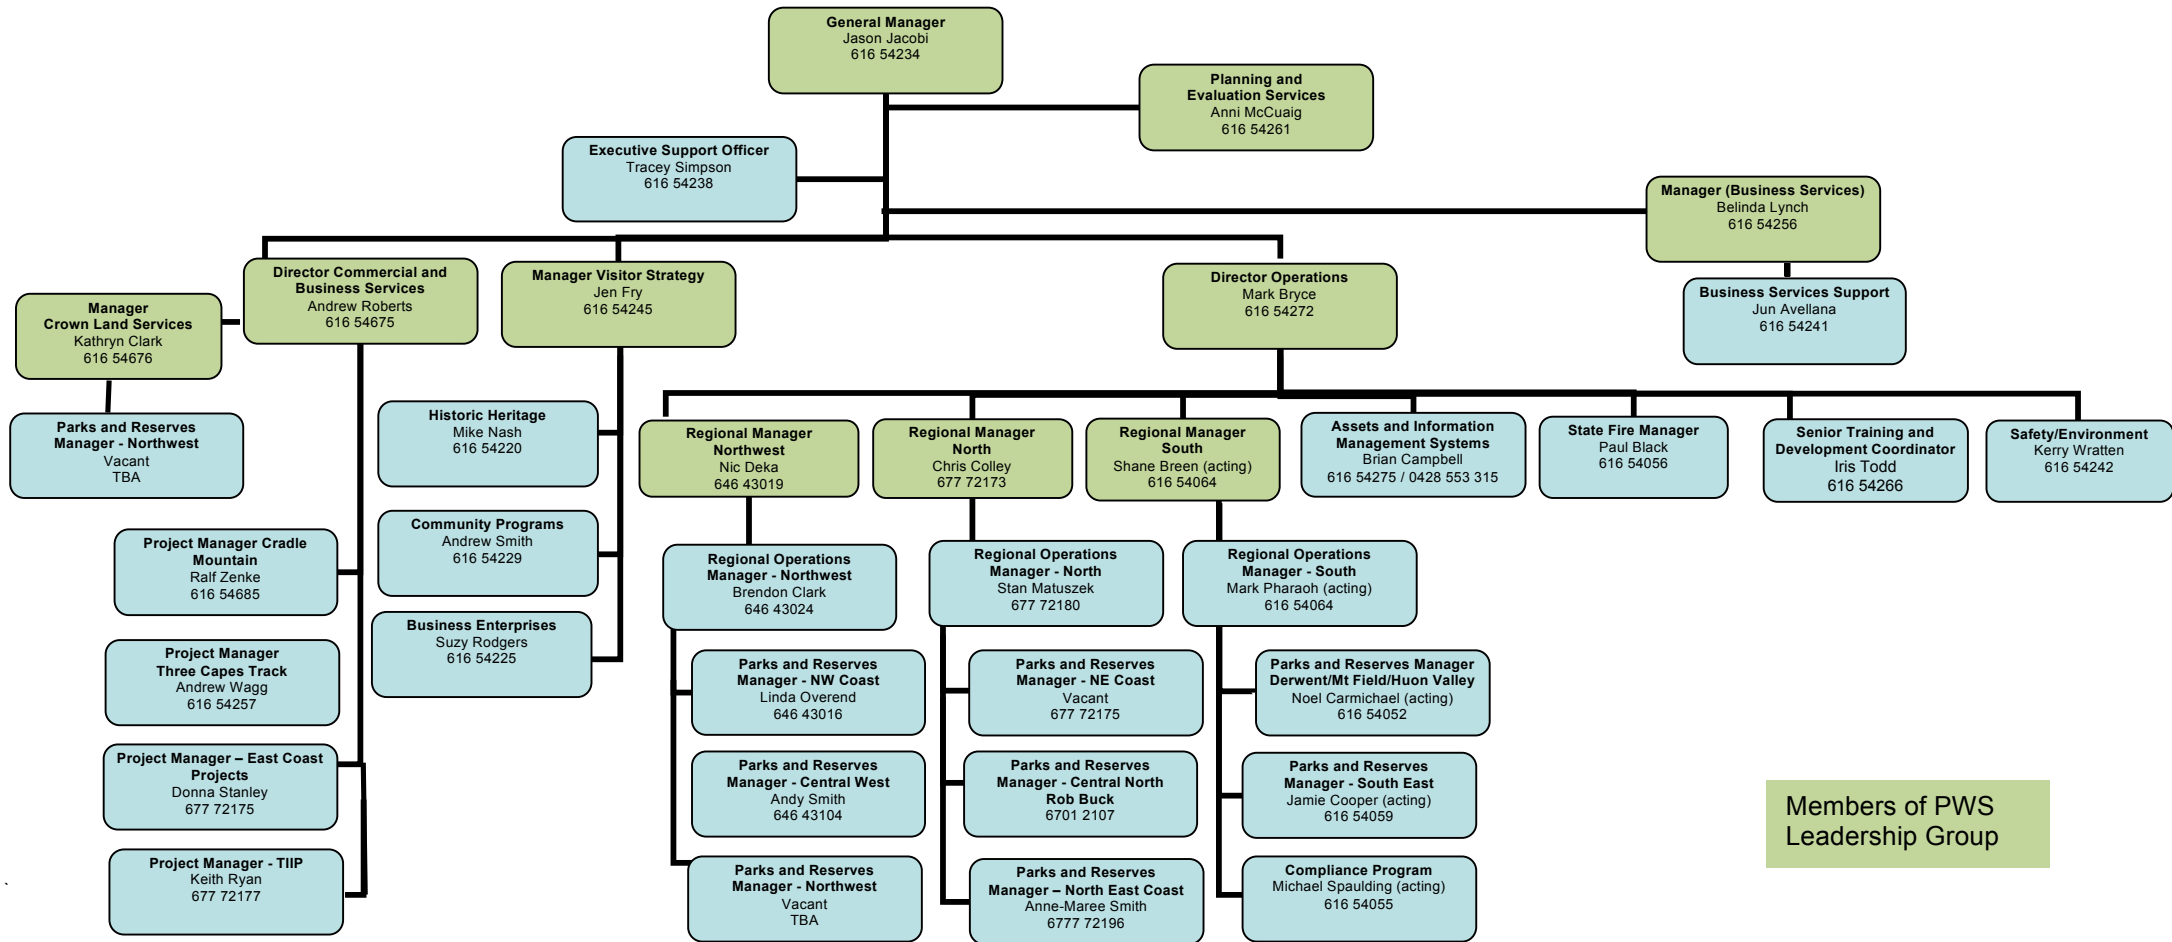 General Manager
Jason Jacobi
616 54234
Planning and
Evaluation Services
Anni McCuaig
616 54261
Executive Support Officer
Tracey Simpson
616 54238
Manager (Business Services)
Belinda Lynch
616 54256
Business Services Support
Jun Avellana
616 54241
Manager
Crown Land Services
Kathryn Clark
616 54676
Director Commercial and
Business Services
Andrew Roberts
616 54675
Manager Visitor Strategy
Jen Fry
616 54245
Director Operations
Mark Bryce
616 54272
Parks and Reserves
Manager - Northwest
Vacant
TBA
Historic Heritage
Mike Nash
616 54220
Regional Manager
Northwest
Nic Deka
646 43019
Regional Manager
North
Chris Colley
677 72173
Regional Manager
South
Shane Breen (acting)
616 54064
Assets and Information
Management Systems
Brian Campbell
616 54275 / 0428 553 315
State Fire Manager
Paul Black
616 54056
Senior Training and
Development Coordinator
Iris Todd
616 54266
Safety/Environment
Kerry Wratten
616 54242
Project Manager Cradle
Mountain
Ralf Zenke
616 54685
Community Programs
Andrew Smith
616 54229
Regional Operations
Manager - Northwest
Brendon Clark
646 43024
Regional Operations
Manager - North
Stan Matuszek
677 72180
Regional Operations
Manager - South
Mark Pharaoh (acting)
616 54064
Project Manager
Three Capes Track
Andrew Wagg
616 54257
Business Enterprises
Suzy Rodgers
616 54225
Parks and Reserves
Manager - NW Coast
Linda Overend
646 43016
Parks and Reserves
Manager - NE Coast
Vacant
677 72175
Parks and Reserves Manager
Derwent/Mt Field/Huon Valley
Noel Carmichael (acting)
616 54052
Project Manager – East Coast
Projects
Donna Stanley
677 72175
Parks and Reserves
Manager - Central West
Andy Smith
646 43104
Parks and Reserves
Manager - Central North
Rob Buck
6701 2107
Parks and Reserves
Manager - South East
Jamie Cooper (acting)
616 54059
Members of PWS
Leadership Group
Project Manager - TIIP
Keith Ryan
677 72177
Parks and Reserves
Manager - Northwest
Vacant
TBA
Parks and Reserves
Manager – North East Coast
Anne-Maree Smith
6777 72196
Compliance Program
Michael Spaulding (acting)
616 54055
`